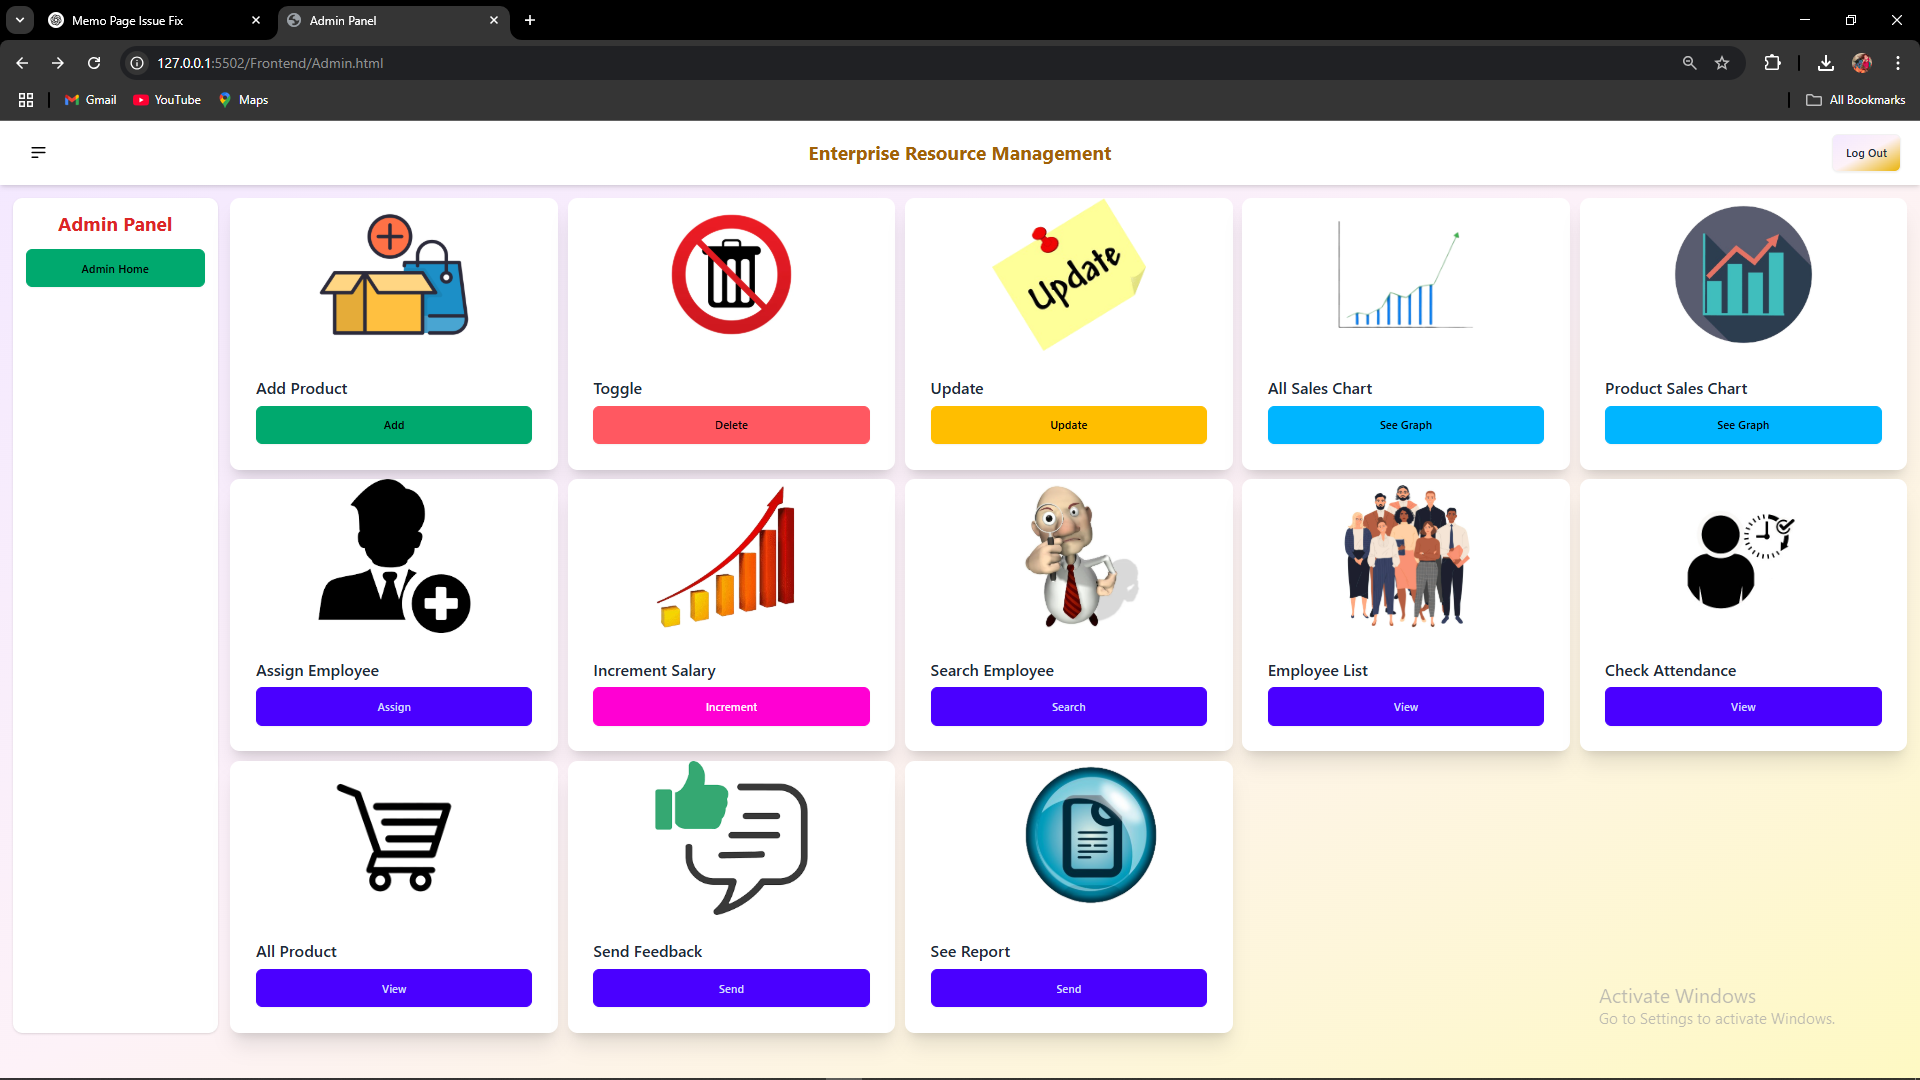 Memo Page Issue Fix
Admin Panel
127.0.0.1:5502/Frontend/Admin.html
Gmail
YouTube
Maps
All Bookmarks
Enterprise Resource Management
Log Out
Admin Panel
Admin Home
Add Product
Add
Toggle
Delete
Update
Update
Update
All Sales Chart
See Graph
Product Sales Chart
See Graph
Assign Employee
Assign
Increment Salary
Increment
Search Employee
Search
Employee List
View
Check Attendance
View
All Product
View
Send Feedback
Send
See Report
Send
Activate Windows
Go to Settings to activate Windows.